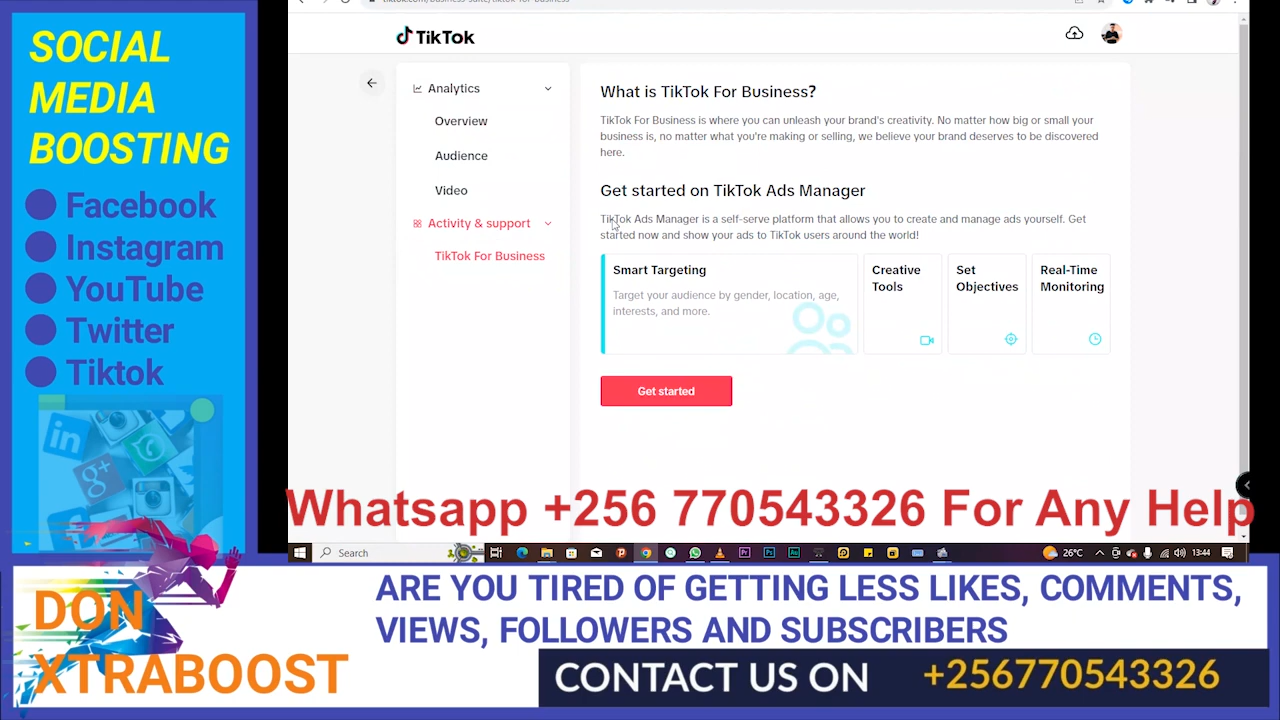 SOCIAL
MEDIA
BOOSTING
Facebook
Instagram
YouTube
Twitter
Tiktok
TikTok
Analytics
Overview
Audience
Video
Activity & support
TikTok For Business
What is TikTok For Business?
TikTok For Business is where you can unleash your brand's creativity. No matter how big or small your
business is, no matter what you're making or selling, we believe your brand deserves to be discovered
here.
Get started on TikTok Ads Manager
TikTok Ads Manager is a self-serve platform that allows you to create and manage ads yourself. Get
started now and show your ads to TikTok users around the world!
Smart Targeting
Target your audience by gender, location, age,
interests, and more.
Creative
Tools
Set
Objectives
Real-Time
Monitoring
Get started
Whatsapp +256 770543326 For Any Help
Search
26°C
13:44
DON
XTRABOOST
ARE YOU TIRED OF GETTING LESS LIKES, COMMENTS,
VIEWS, FOLLOWERS AND SUBSCRIBERS
CONTACT US ON +256770543326